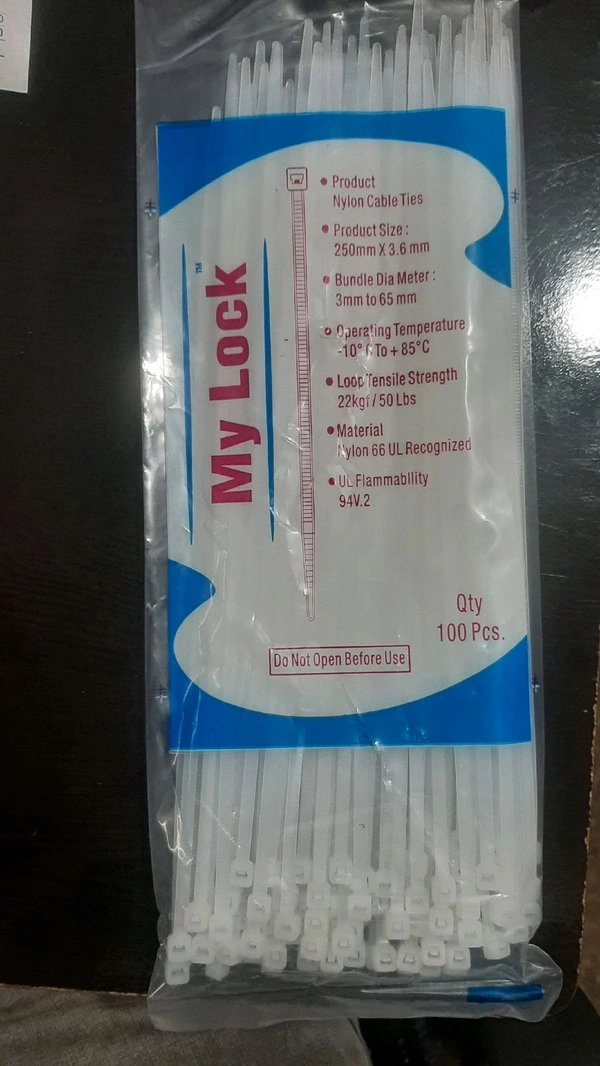 My Lock™
Product
Nylon Cable Ties
Product Size :
250mm X 3.6 mm
Bundle Dia Meter :
3mm to 65 mm
Operating Temperature
-10° C To + 85°C
Loop Tensile Strength
22kgf / 50 Lbs
Material
Nylon 66 UL Recognized
UL Flammability
94V.2
Qty
100 Pcs.
Do Not Open Before Use